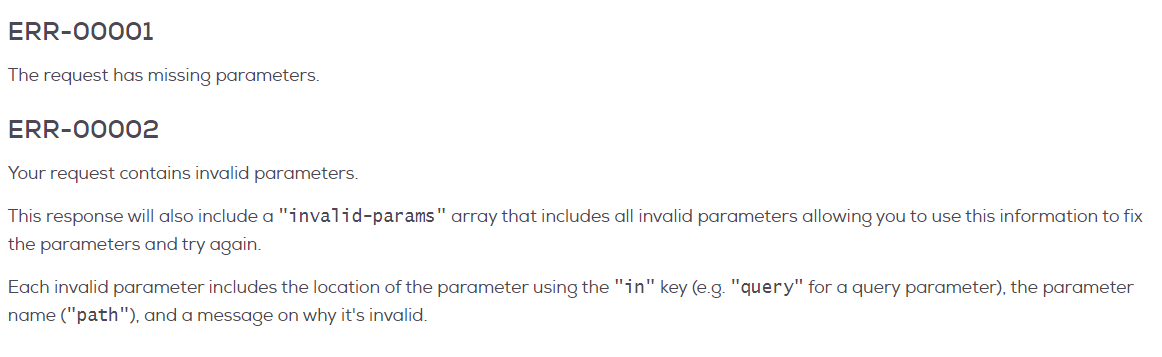 ERR-00001
The request has missing parameters.
ERR-00002
Your request contains invalid parameters.
This response will also include a "invalid-params" array that includes all invalid parameters allowing you to use this information to fix
the parameters and try again.
Each invalid parameter includes the location of the parameter using the "in" key (e.g. "query" for a query parameter), the parameter
name ("path"), and a message on why it's invalid.